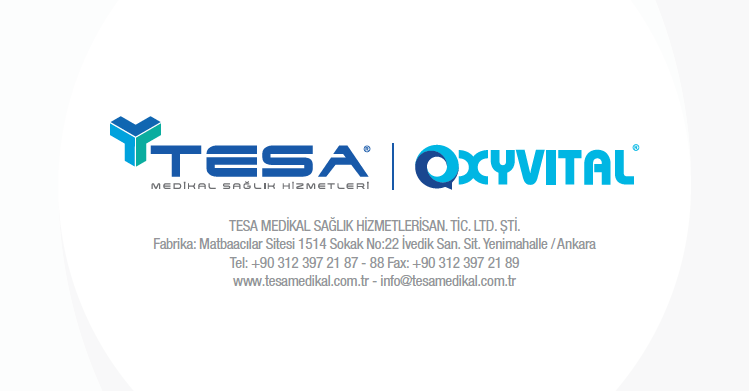 TESA®
MEDİKAL SAĞLIK HİZMETLERİ
OXYVITAL®
TESA MEDİKAL SAĞLIK HİZMETLERİSAN. TİC. LTD. ŞTİ.
Fabrika: Matbaacılar Sitesi 1514 Sokak No:22 İvedik San. Sit. Yenimahalle / Ankara
Tel: +90 312 397 21 87 - 88 Fax: +90 312 397 21 89
www.tesamedikal.com.tr - info@tesamedikal.com.tr